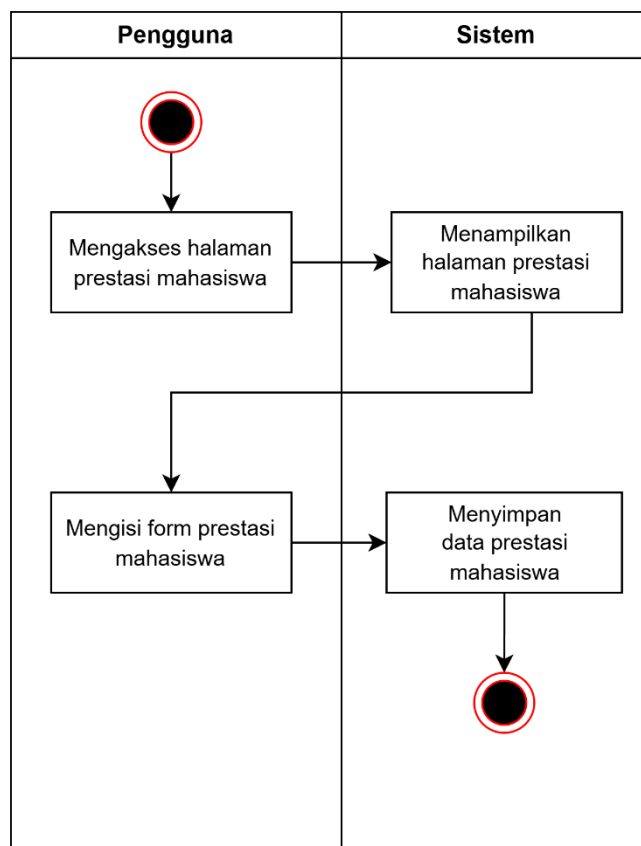 Pengguna
Sistem
Mengakses halaman
prestasi mahasiswa
Menampilkan
halaman prestasi
mahasiswa
Mengisi form prestasi
mahasiswa
Menyimpan
data prestasi
mahasiswa